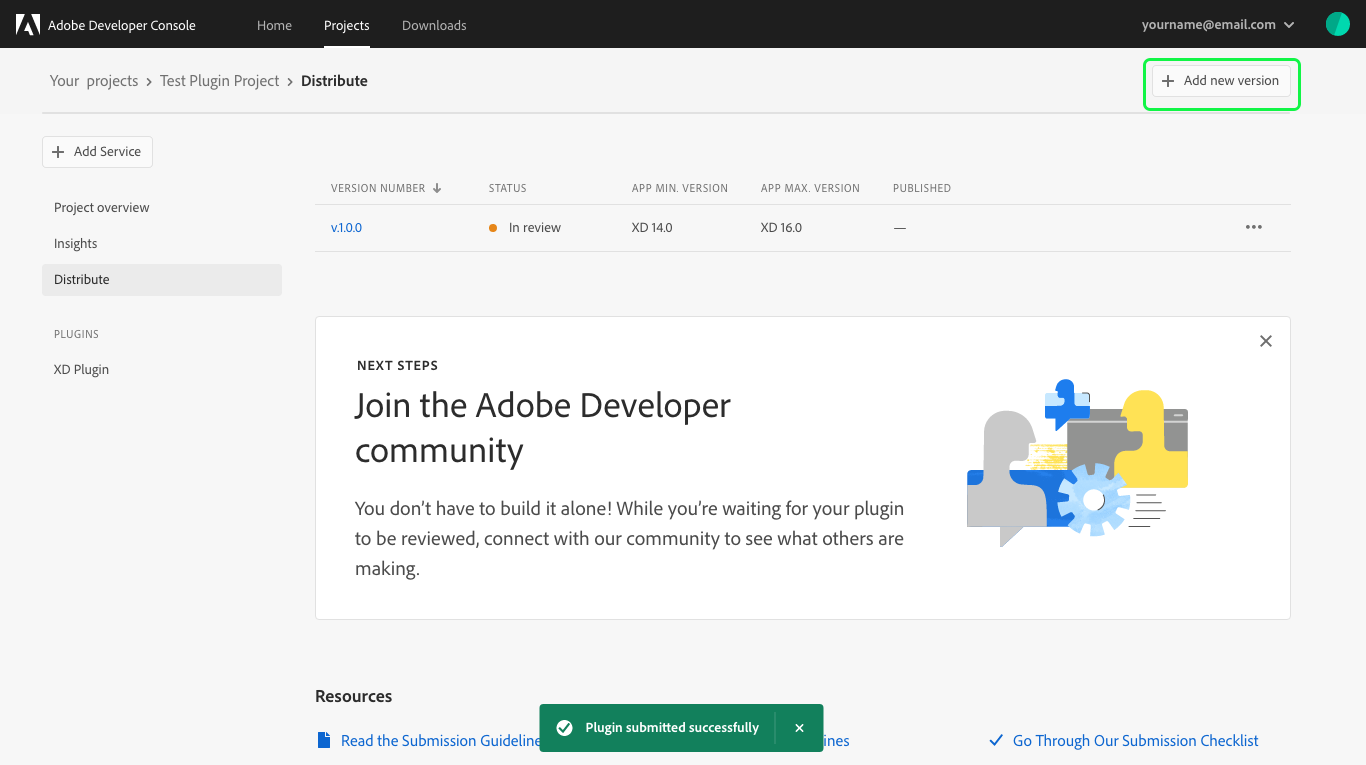 Adobe Developer Console Home Projects Downloads yourname@email.com
Your projects > Test Plugin Project > Distribute
+ Add new version
+ Add Service
Project overview
Insights
Distribute
PLUGINS
XD Plugin
VERSION NUMBER STATUS APP MIN. VERSION APP MAX. VERSION PUBLISHED
v.1.0.0 In review XD 14.0 XD 16.0 —
NEXT STEPS
Join the Adobe Developer
community
You don’t have to build it alone! While you’re waiting for your plugin
to be reviewed, connect with our community to see what others are
making.
Resources
Read the Submission Guideline
Go Through Our Submission Checklist
Plugin submitted successfully